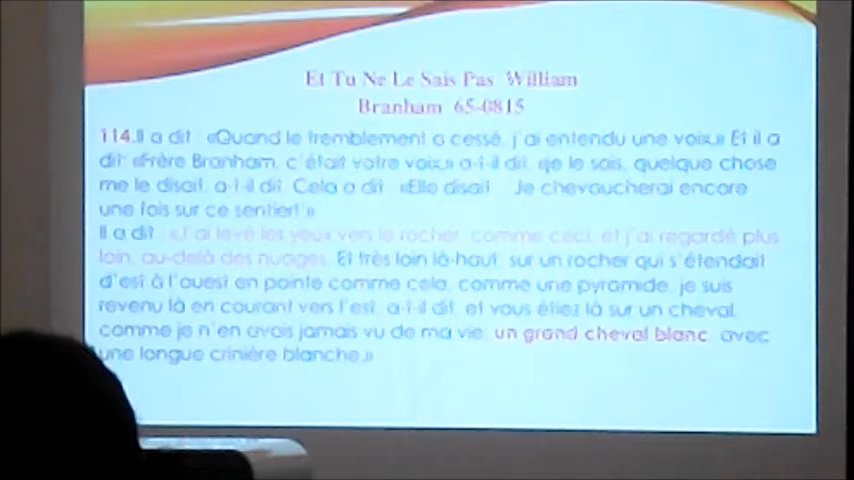 Et Tu Ne Le Sais Pas William
Branham 65-0815
114.Il a dit : «Quand le tremblement a cessé, j'ai entendu une voix.» Et il a
dit: «Frère Branham, c'était votre voix,» a-t-il dit, «je le sais, quelque chose
me le disait, a-t-il dit. Cela a dit : «Elle disait : Je chevaucherai encore
une fois sur ce sentier!'»
Il a dit : «J'ai levé les yeux vers le rocher, comme ceci, et j'ai regardé plus
loin, au-delà des nuages. Et très loin là-haut, sur un rocher qui s'étendait
d'est à l'ouest en pointe comme cela, comme une pyramide, je suis
revenu là en courant vers l'est, a-t-il dit, et vous étiez là sur un cheval,
comme je n'en avais jamais vu de ma vie, un grand cheval blanc, avec
une longue crinière blanche.»